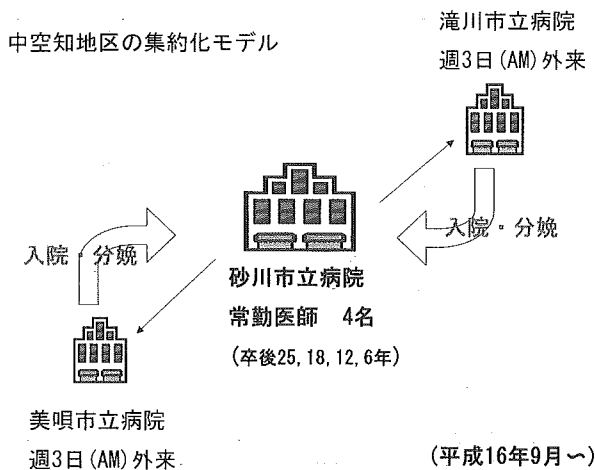 中空知地区の集約化モデル
滝川市立病院
週3日(AM)外来
入院・分娩
入院・分娩
砂川市立病院
常勤医師 4名
(卒後25,18,12,6年)
美唄市立病院
週3日(AM)外来
(平成16年9月〜)